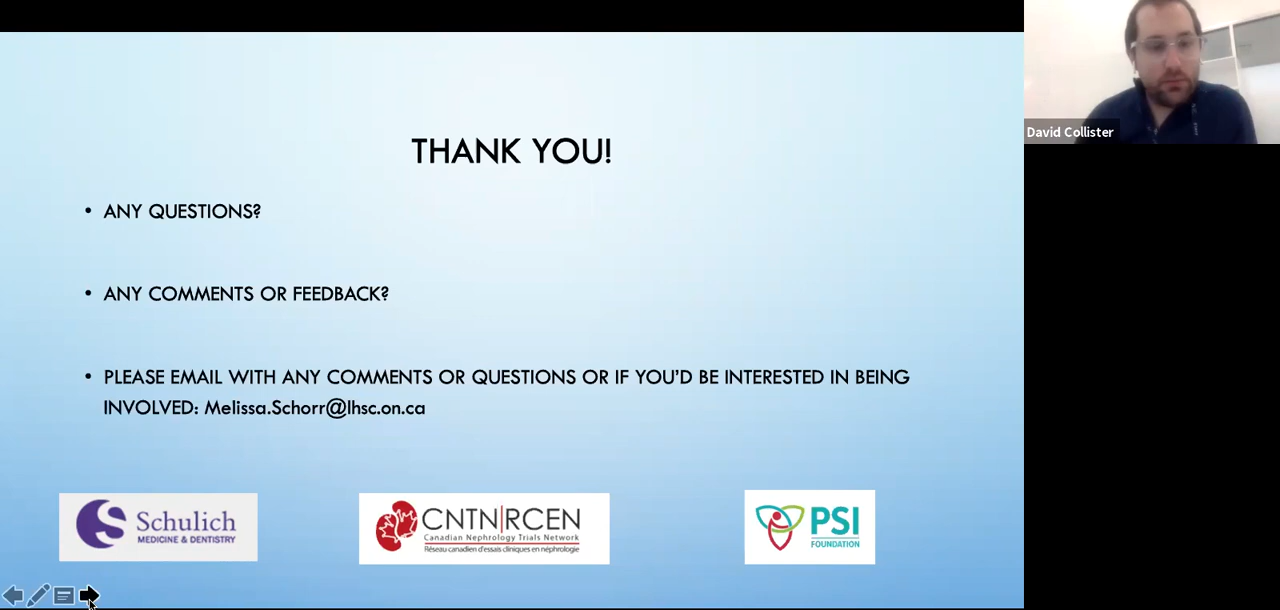 THANK YOU!
• ANY QUESTIONS?
• ANY COMMENTS OR FEEDBACK?
• PLEASE EMAIL WITH ANY COMMENTS OR QUESTIONS OR IF YOU’D BE INTERESTED IN BEING
INVOLVED: Melissa.Schorr@lhsc.on.ca
Schulich
MEDICINE & DENTISTRY
CNTN|RCEN
Canadian Nephrology Trials Network
Réseau canadien d'essais cliniques en néphrologie
PSI
FOUNDATION
David Collister